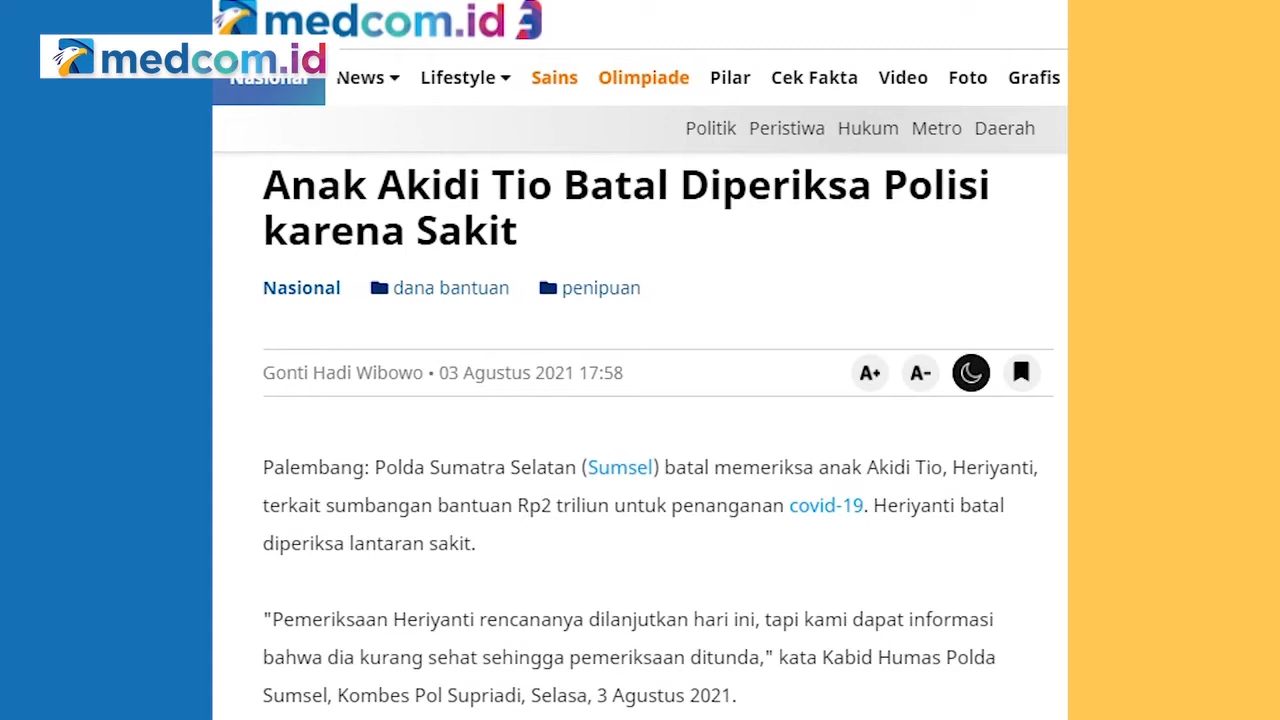 medcom.id 3
medcom.id
Nasional News Lifestyle Sains Olimpiade Pilar Cek Fakta Video Foto Grafis
Politik Peristiwa Hukum Metro Daerah
Anak Akidi Tio Batal Diperiksa Polisi
karena Sakit
Nasional dana bantuan penipuan
Gonti Hadi Wibowo • 03 Agustus 2021 17:58 A+ A-
Palembang: Polda Sumatra Selatan (Sumsel) batal memeriksa anak Akidi Tio, Heriyanti,
terkait sumbangan bantuan Rp2 triliun untuk penanganan covid-19. Heriyanti batal
diperiksa lantaran sakit.
"Pemeriksaan Heriyanti rencananya dilanjutkan hari ini, tapi kami dapat informasi
bahwa dia kurang sehat sehingga pemeriksaan ditunda," kata Kabid Humas Polda
Sumsel, Kombes Pol Supriadi, Selasa, 3 Agustus 2021.